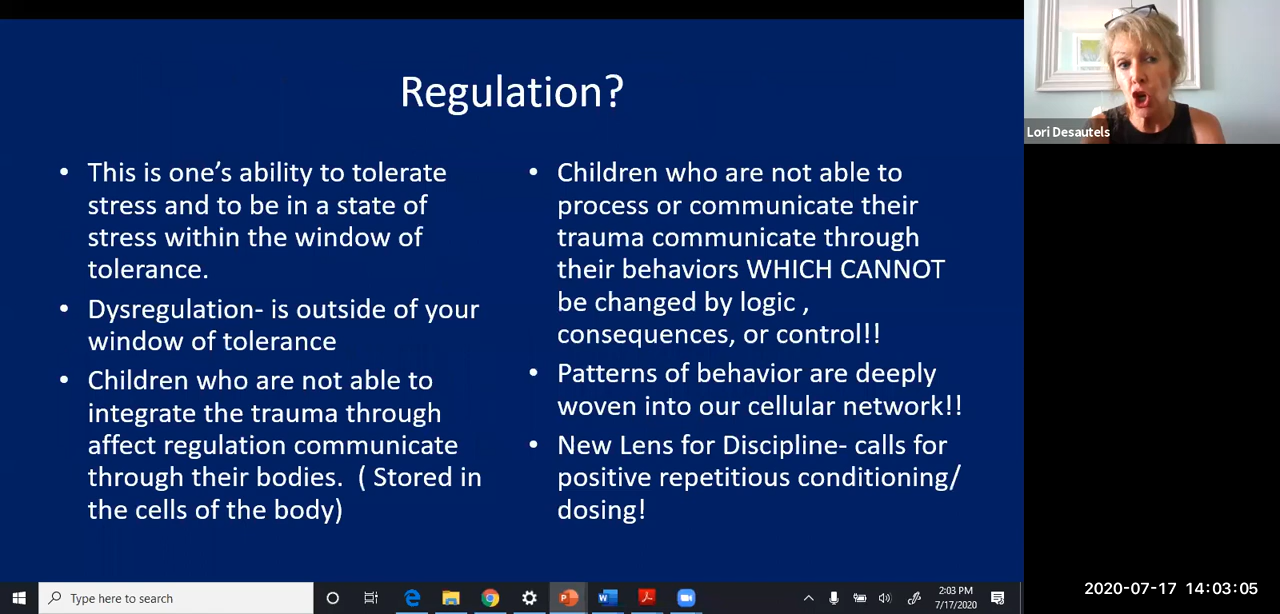 Regulation?
• This is one’s ability to tolerate
stress and to be in a state of
stress within the window of
tolerance.
• Dysregulation- is outside of your
window of tolerance
• Children who are not able to
integrate the trauma through
affect regulation communicate
through their bodies.  ( Stored in
the cells of the body)
• Children who are not able to
process or communicate their
trauma communicate through
their behaviors WHICH CANNOT
be changed by logic ,
consequences, or control!!
• Patterns of behavior are deeply
woven into our cellular network!!
• New Lens for Discipline- calls for
positive repetitious conditioning/
dosing!
Lori Desautels
Type here to search
2:03 PM
7/17/2020
2020-07-17 14:03:05